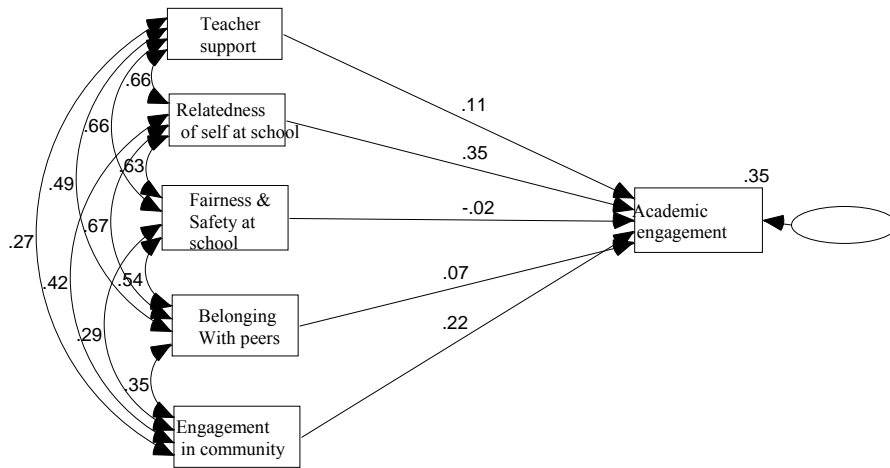 Teacher
support
.66
.11
Relatedness
of self at school
.66
.35
.63
.35
.49
Fairness &
Safety at
school
-.02
Academic
engagement
.67
.27
.54
.42
.07
Belonging
With peers
.29
.22
.35
Engagement
in community